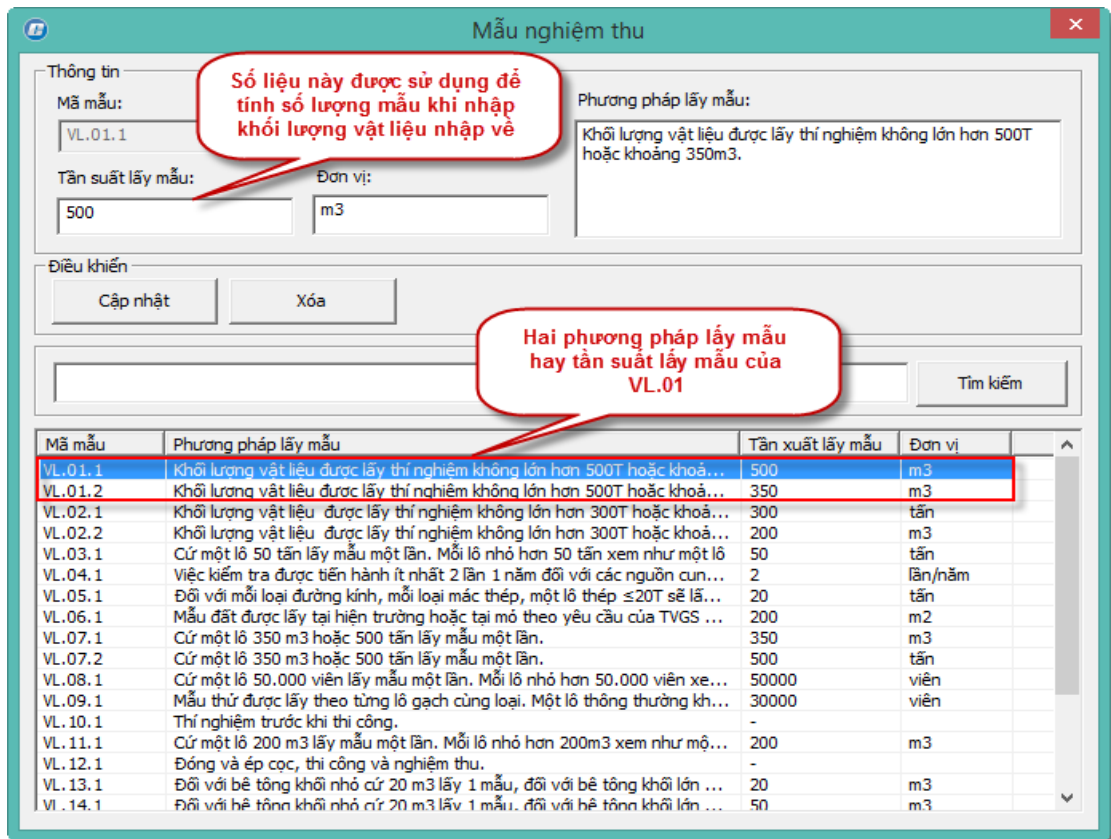 Mẫu nghiệm thu
Thông tin
Số liệu này được sử dụng để
tính số lượng mẫu khi nhập
khối lượng vật liệu nhập về
Mã mẫu:
VL.01.1
Phương pháp lấy mẫu:
Khối lượng vật liệu được lấy thí nghiệm không lớn hơn 500T
hoặc khoảng 350m3.
Tần suất lấy mẫu:
Đơn vị:
500
m3
Điều khiển
Cập nhật
Xóa
Hai phương pháp lấy mẫu
hay tần suất lấy mẫu của
VL.01
Tìm kiếm
Mã mẫu Phương pháp lấy mẫu Tần xuất lấy mẫu Đơn vị
VL.01.1 Khối lượng vật liệu được lấy thí nghiệm không lớn hơn 500T hoặc khoả... 500 m3
VL.01.2 Khối lượng vật liệu được lấy thí nghiệm không lớn hơn 500T hoặc khoả... 350 m3
VL.02.1 Khối lượng vật liệu được lấy thí nghiệm không lớn hơn 300T hoặc khoả... 300 tấn
VL.02.2 Khối lượng vật liệu được lấy thí nghiệm không lớn hơn 300T hoặc khoả... 200 m3
VL.03.1 Cứ một lô 50 tấn lấy mẫu một lần. Mỗi lô nhỏ hơn 50 tấn xem như một lô 50 tấn
VL.04.1 Việc kiểm tra được tiến hành ít nhất 2 lần 1 năm đối với các nguồn cun... 2 lần/năm
VL.05.1 Đối với mỗi loại đường kính, mỗi loại mác thép, một lô thép ≤20T sẽ lấ... 20 tấn
VL.06.1 Mẫu đất được lấy tại hiện trường hoặc tại mỏ theo yêu cầu của TVGS ... 200 m2
VL.07.1 Cứ một lô 350 m3 hoặc 500 tấn lấy mẫu một lần. 350 m3
VL.07.2 Cứ một lô 350 m3 hoặc 500 tấn lấy mẫu một lần. 500 tấn
VL.08.1 Cứ một lô 50.000 viên lấy mẫu một lần. Mỗi lô nhỏ hơn 50.000 viên xe... 50000 viên
VL.09.1 Mẫu thử được lấy theo từng lô gạch cùng loại. Một lô thông thường kh... 30000 viên
VL.10.1 Thí nghiệm trước khi thi công. -
VL.11.1 Cứ một lô 200 m3 lấy mẫu một lần. Mỗi lô nhỏ hơn 200m3 xem như mộ... 200 m3
VL.12.1 Đóng và ép cọc, thi công và nghiệm thu. -
VL.13.1 Đối với bê tông khối nhỏ cứ 20 m3 lấy 1 mẫu, đối với bê tông khối lớn ... 20 m3
VL.14.1 Đối với bê tông khối nhỏ cứ 20 m3 lấy 1 mẫu, đối với bê tông khối lớn ... 50 m3